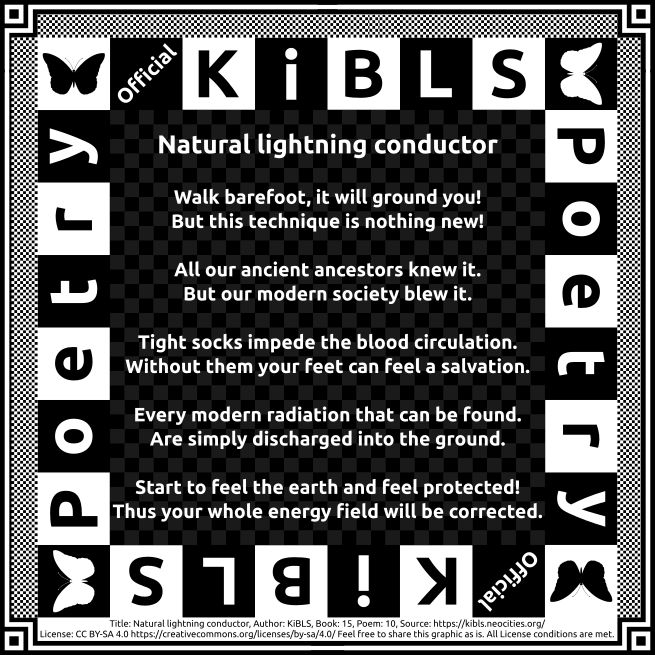 Official KiBLS
Poetry
Poetry
Natural lightning conductor
Walk barefoot, it will ground you!
But this technique is nothing new!
All our ancient ancestors knew it.
But our modern society blew it.
Tight socks impede the blood circulation.
Without them your feet can feel a salvation.
Every modern radiation that can be found.
Are simply discharged into the ground.
Start to feel the earth and feel protected!
Thus your whole energy field will be corrected.
Official KiBLS
Title: Natural lightning conductor, Author: KiBLS, Book: 15, Poem: 10, Source: https://kibls.neocities.org/
License: CC BY-SA 4.0 https://creativecommons.org/licenses/by-sa/4.0/ Feel free to share this graphic as is. All License conditions are met.